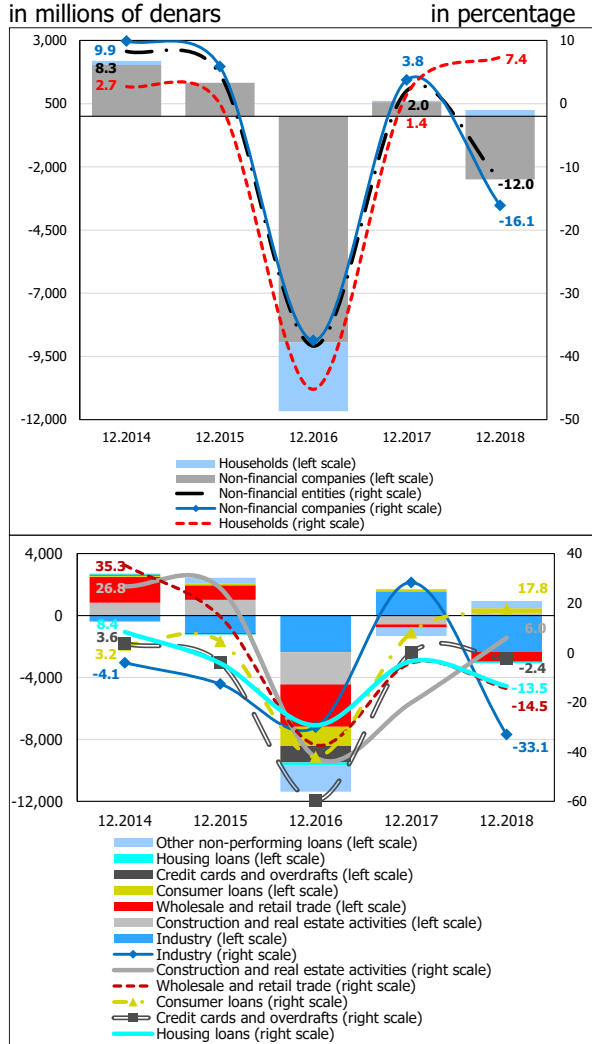 in millions of denars in percentage
3,000 10
9.9 3.8 7.4
8.3
2.7
500 0
2.0
1.4
-2,000 -10
-12.0
-16.1
-4,500 -20
-7,000 -30
-9,500 -40
-12,000 -50
12.2014 12.2015 12.2016 12.2017 12.2018
Households (left scale)
Non-financial companies (left scale)
Non-financial entities (right scale)
Non-financial companies (right scale)
Households (right scale)
4,000 40
35.3
26.8 17.8
0 20
8.4 6.0
3.6
3.2
-4.1
-4,000 0
-2.4
-13.5
-14.5
-8,000 -20
-33.1
-40
-12,000 -60
12.2014 12.2015 12.2016 12.2017 12.2018
Other non-performing loans (left scale)
Housing loans (left scale)
Credit cards and overdrafts (left scale)
Consumer loans (left scale)
Wholesale and retail trade (left scale)
Construction and real estate activities (left scale)
Industry (left scale)
Industry (right scale)
Construction and real estate activities (right scale)
Wholesale and retail trade (right scale)
Consumer loans (right scale)
Credit cards and overdrafts (right scale)
Housing loans (right scale)